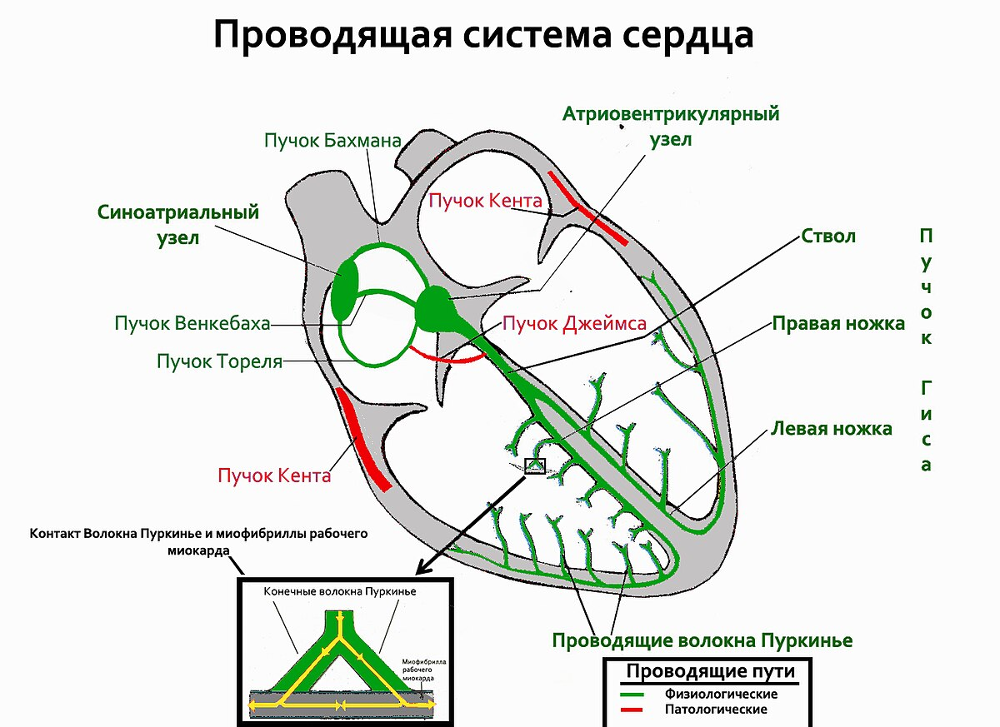 Проводящая система сердца
Атриовентрикулярный
узел
Пучок Бахмана
Пучок Кента
Синоатриальный
узел
Ствол
Пучок Гиса
Пучок Венкебаха
Пучок Джеймса
Правая ножка
Пучок Тореля
Левая ножка
Пучок Кента
Контакт Волокна Пуркинье и миофибриллы рабочего
миокарда
Конечные волокна Пуркинье
Миофибрилла
рабочего
миокарда
Проводящие волокна Пуркинье
Проводящие пути
Физиологические
Патологические